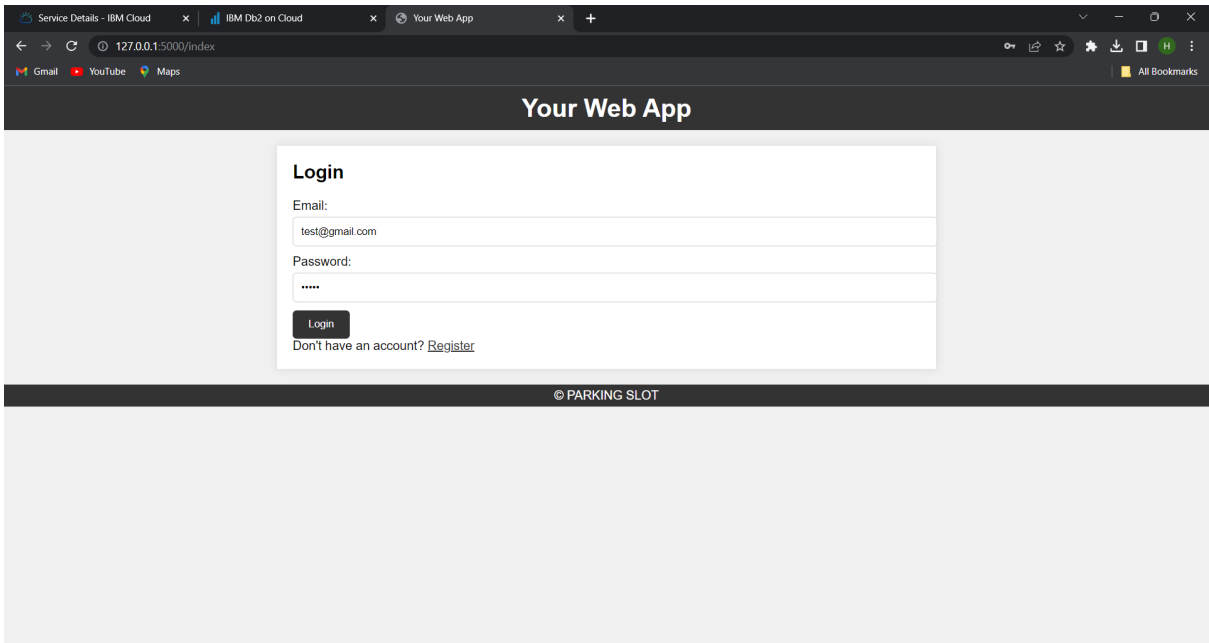 Service Details - IBM Cloud IBM Db2 on Cloud Your Web App
127.0.0.1:5000/index H
Gmail YouTube Maps All Bookmarks
Your Web App
Login
Email:
test@gmail.com
Password:
•••••
Login
Don't have an account? Register
© PARKING SLOT